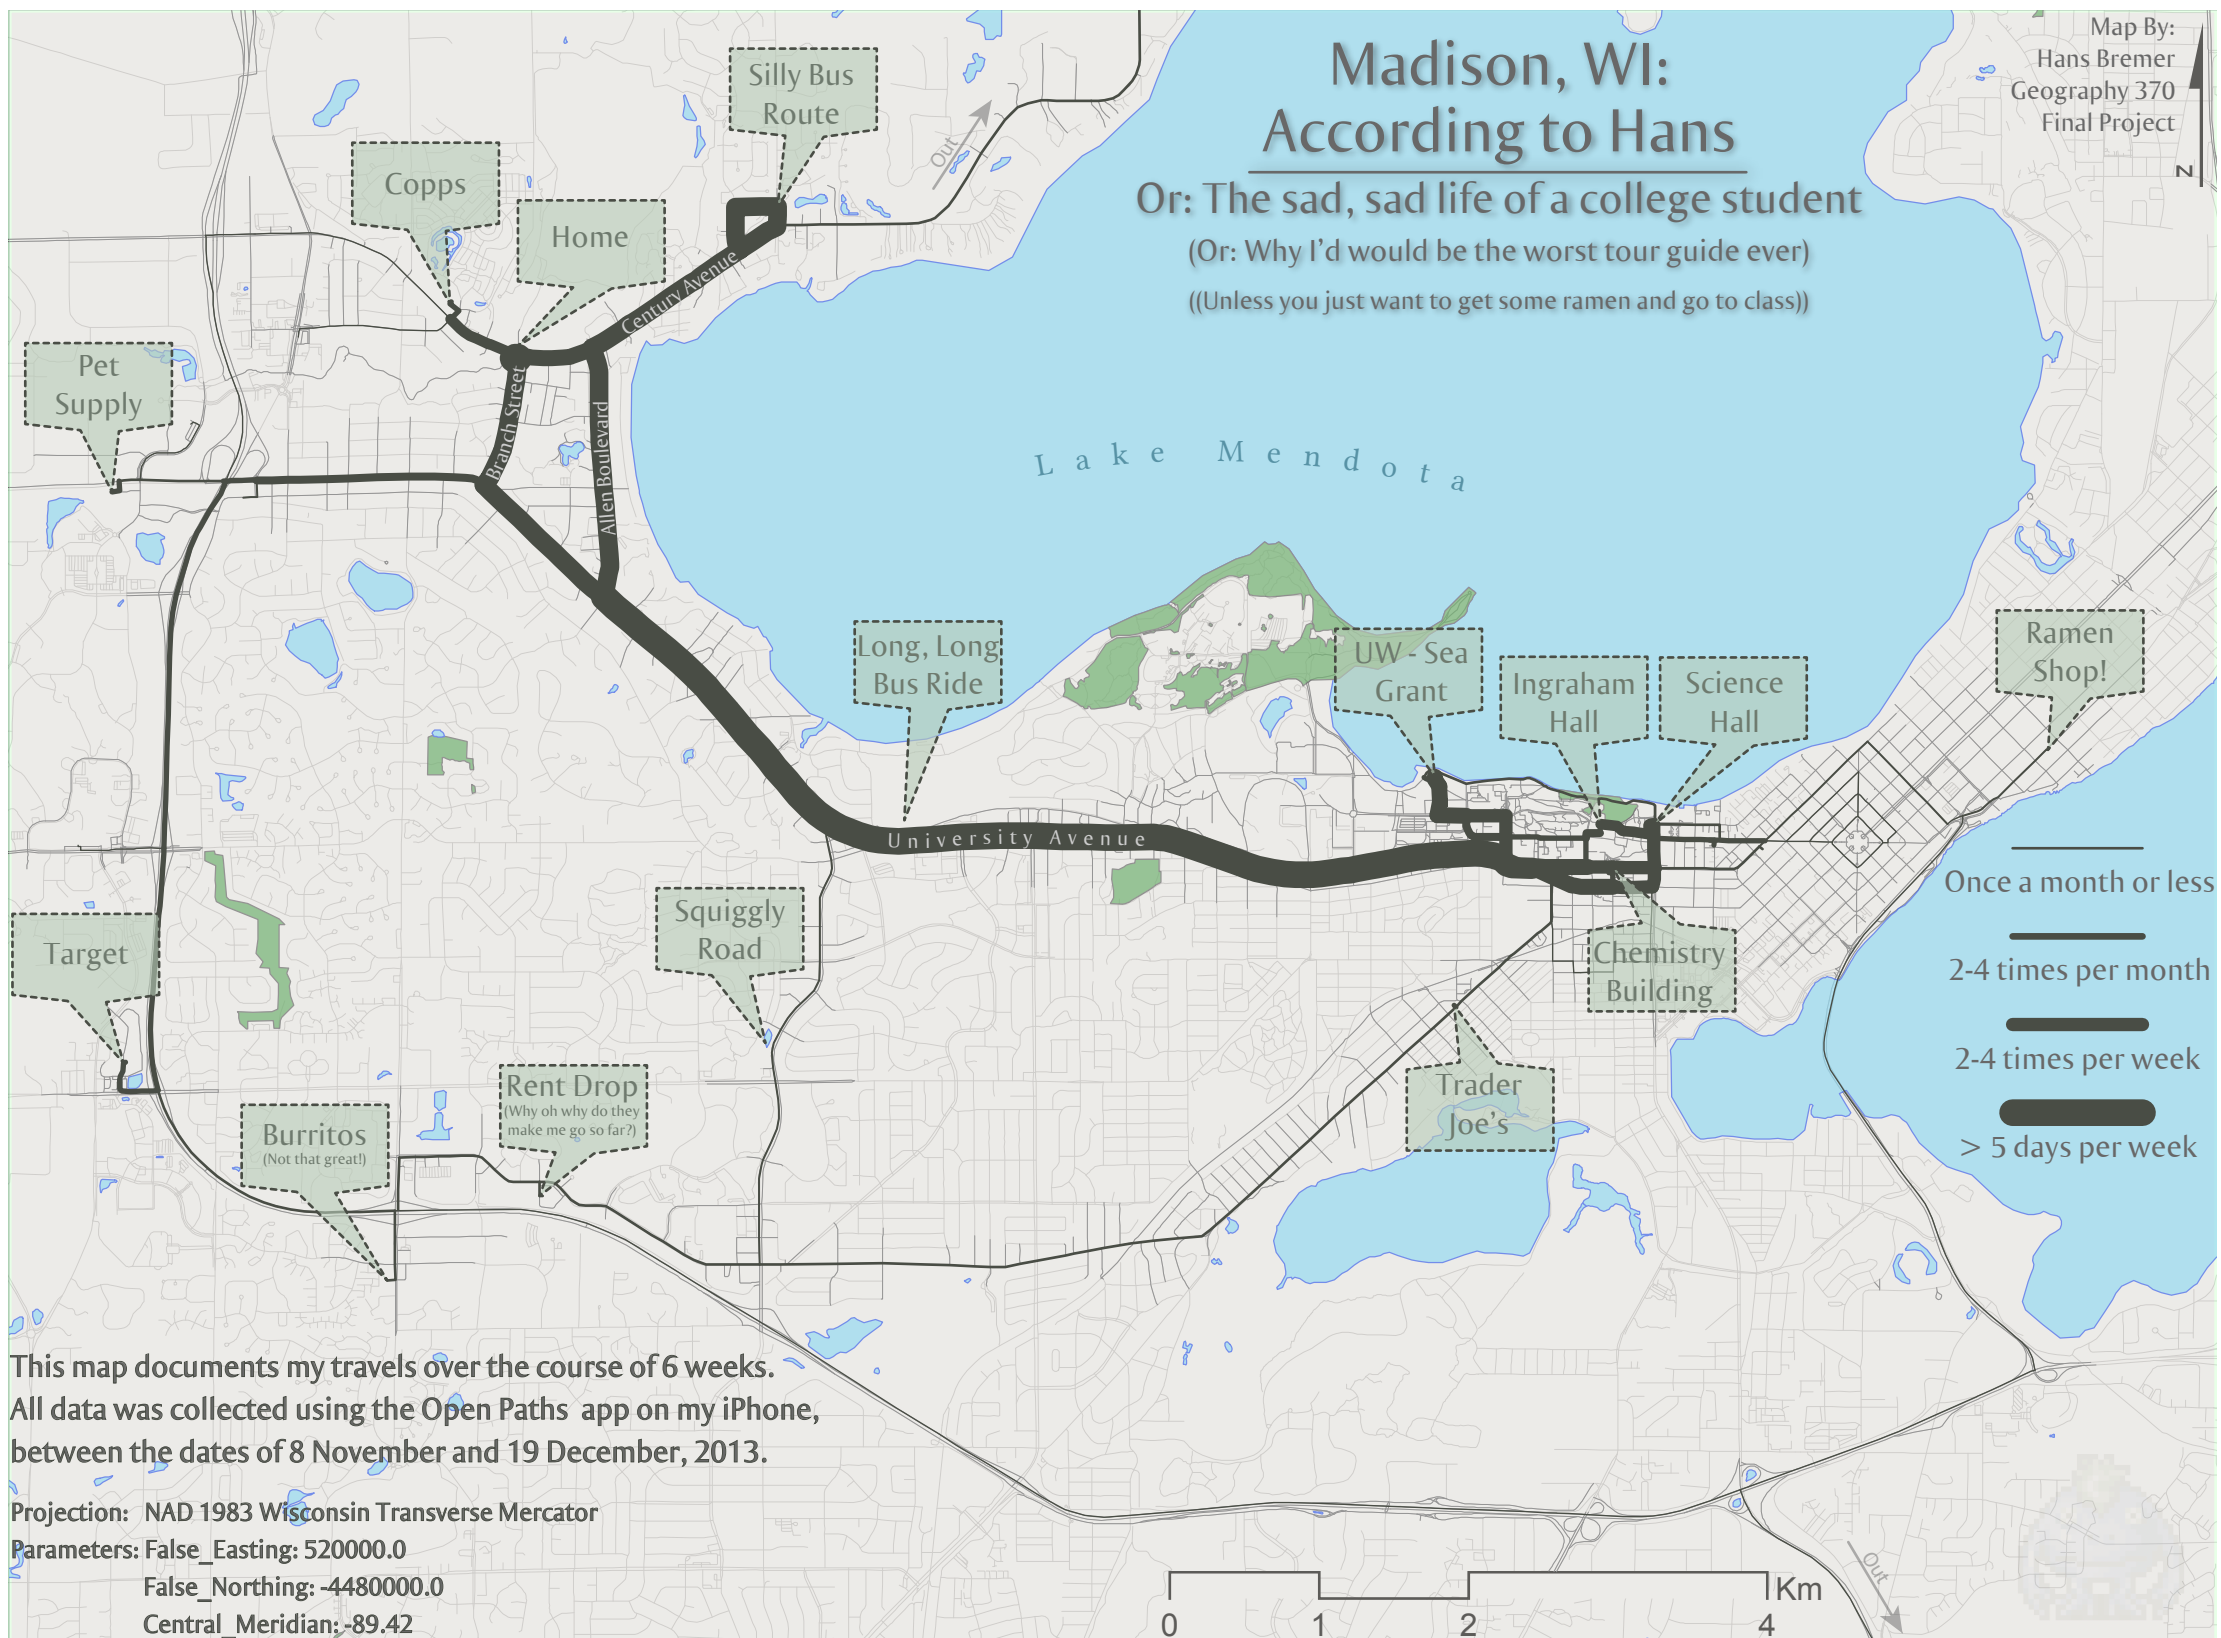 Madison, WI:
According to Hans
Or: The sad, sad life of a college student
(Or: Why I'd would be the worst tour guide ever)
((Unless you just want to get some ramen and go to class))
Map By:
Hans Bremer
Geography 370
Final Project
N
Silly Bus
Route
Out
Copps
Home
Century Avenue
Pet
Supply
Branch Street
Allen Boulevard
Lake Mendota
Long, Long
Bus Ride
UW - Sea
Grant
Ingraham
Hall
Science
Hall
Ramen
Shop!
University Avenue
Squiggly
Road
Target
Chemistry
Building
Once a month or less
2-4 times per month
2-4 times per week
> 5 days per week
Trader
Joe's
Rent Drop
(Why oh why do they
make me go so far?)
Burritos
(Not that great!)
This map documents my travels over the course of 6 weeks.
All data was collected using the Open Paths app on my iPhone,
between the dates of 8 November and 19 December, 2013.
Projection: NAD 1983 Wisconsin Transverse Mercator
Parameters: False_Easting: 520000.0
False_Northing: -4480000.0
Central_Meridian: -89.42
Out
Km
0 1 2 4